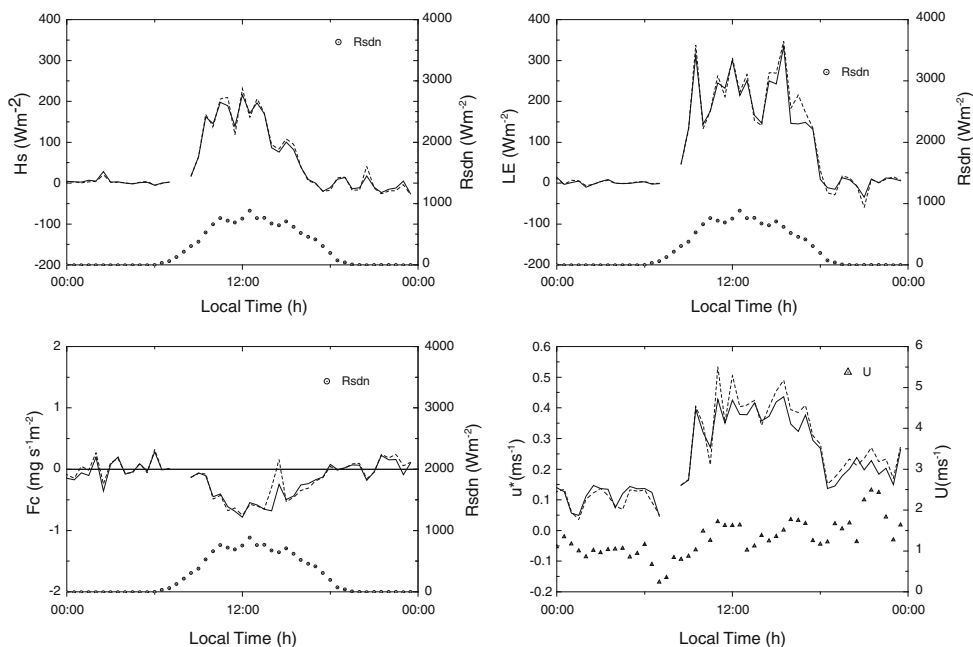 400
300
200
100
0
-100
-200
Hs (Wm-2)
Rsdn
4000
3000
2000
1000
0
Rsdn (Wm-2)
00:00 12:00 00:00
Local Time (h)
400
300
200
100
0
-100
-200
LE (Wm-2)
Rsdn
4000
3000
2000
1000
0
Rsdn (Wm-2)
00:00 12:00 00:00
Local Time (h)
2
1
0
-1
-2
Fc (mg s-1m-2)
Rsdn
4000
3000
2000
1000
0
Rsdn (Wm-2)
00:00 12:00 00:00
Local Time (h)
0.6
0.5
0.4
0.3
0.2
0.1
0.0
-0.1
-0.2
u* (ms-1)
U
6
5
4
3
2
1
0
U(ms-1)
00:00 12:00 00:00
Local Time (h)